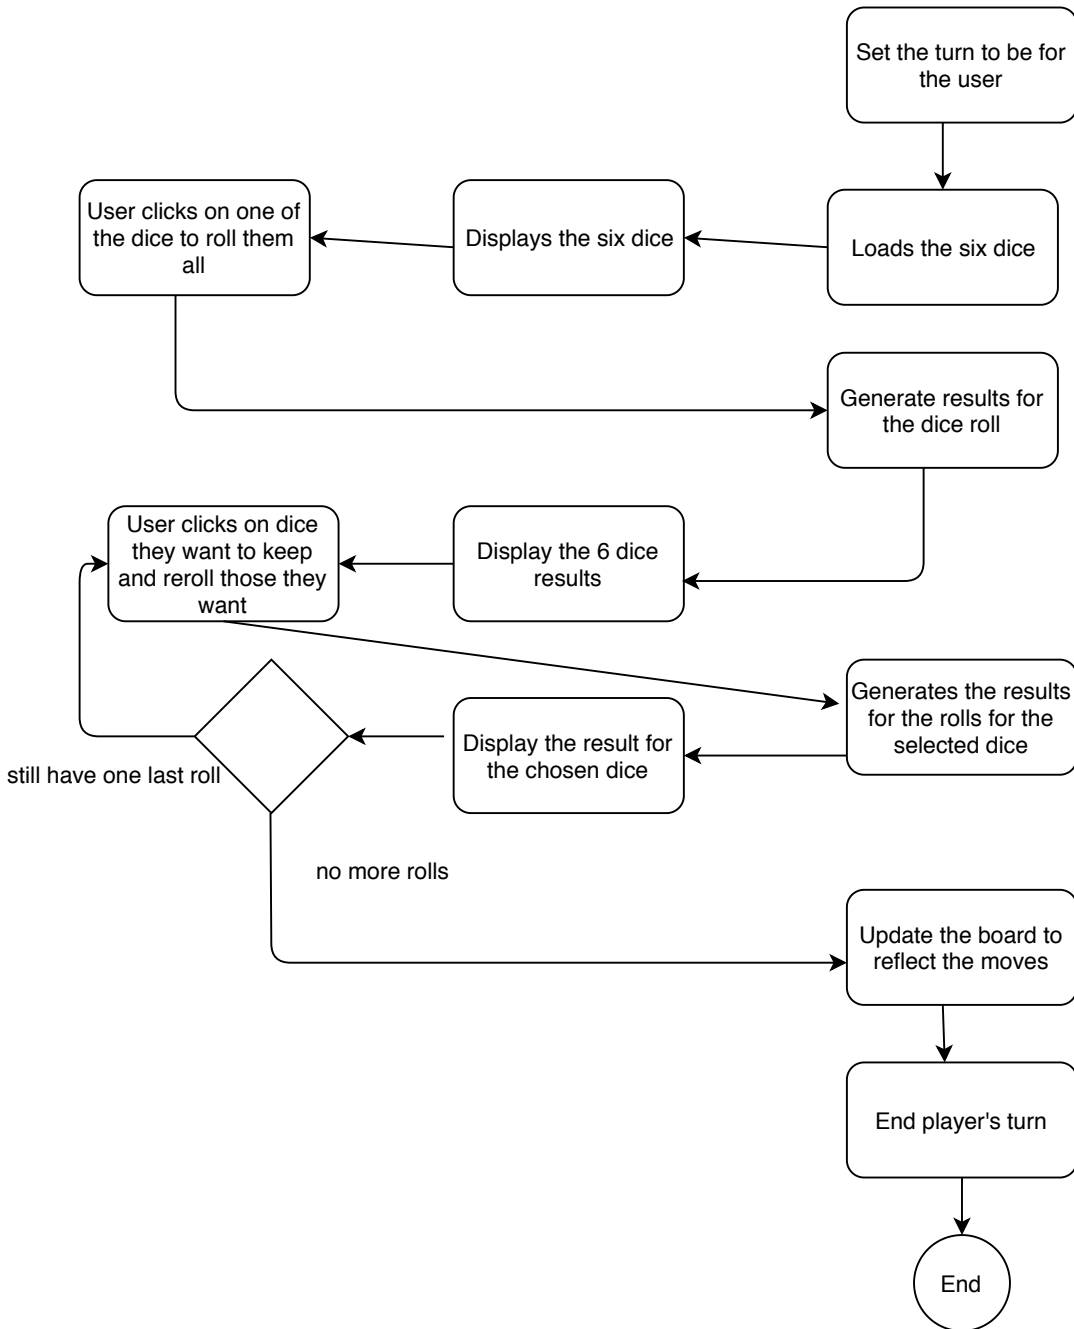 Set the turn to be for
the user
User clicks on one of
the dice to roll them
all
Displays the six dice
Loads the six dice
Generate results for
the dice roll
User clicks on dice
they want to keep
and reroll those they
want
Display the 6 dice
results
Generates the results
for the rolls for the
selected dice
Display the result for
the chosen dice
still have one last roll
no more rolls
Update the board to
reflect the moves
End player's turn
End